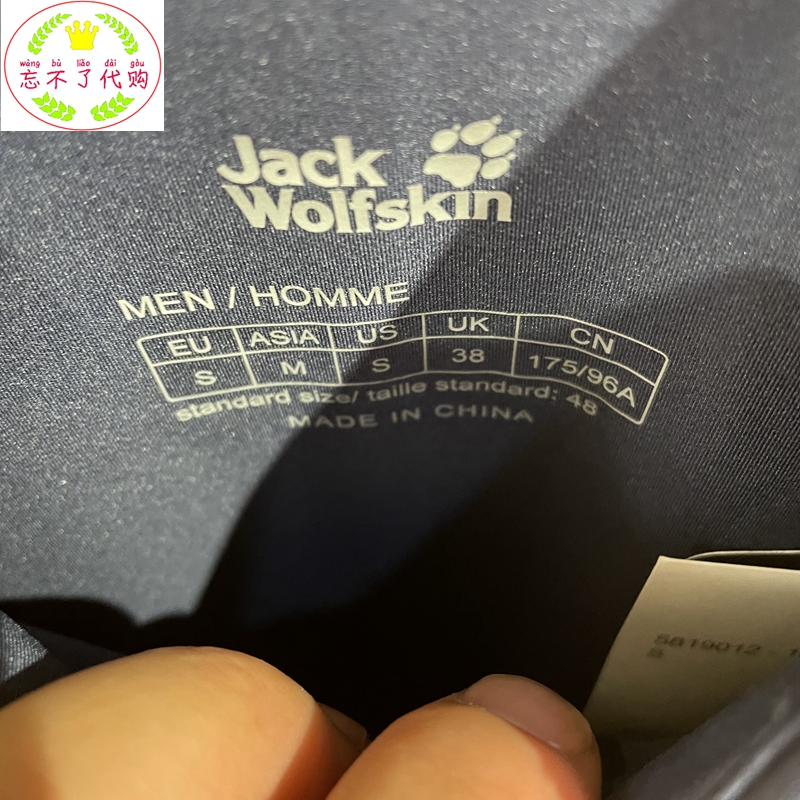 wàng bù liǎo dài gòu
忘不了代购
Jack
Wolfskin
MEN / HOMME
EU ASIA US UK CN
S M S 38 175/96A
standard size/ taille standard: 48
MADE IN CHINA
5819012 - 1
S